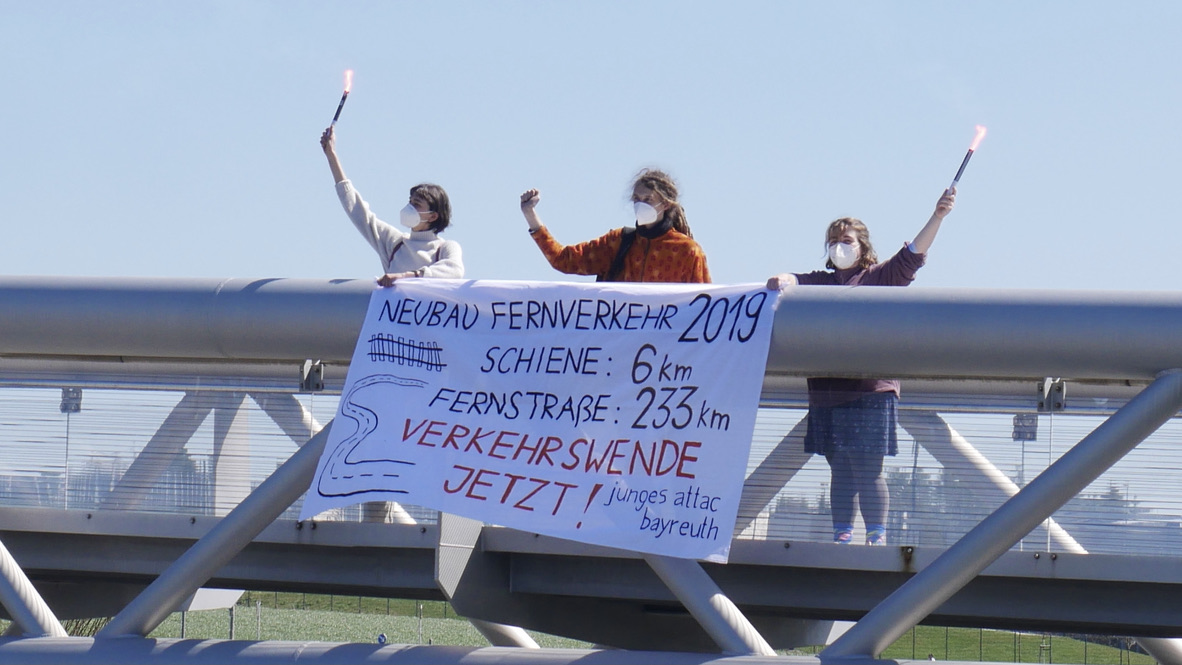 NEUBAU FERNVERKEHR 2019
SCHIENE: 6 km
FERNSTRAßE: 233 km
VERKEHRSWENDE
JETZT!
junges attac
bayreuth